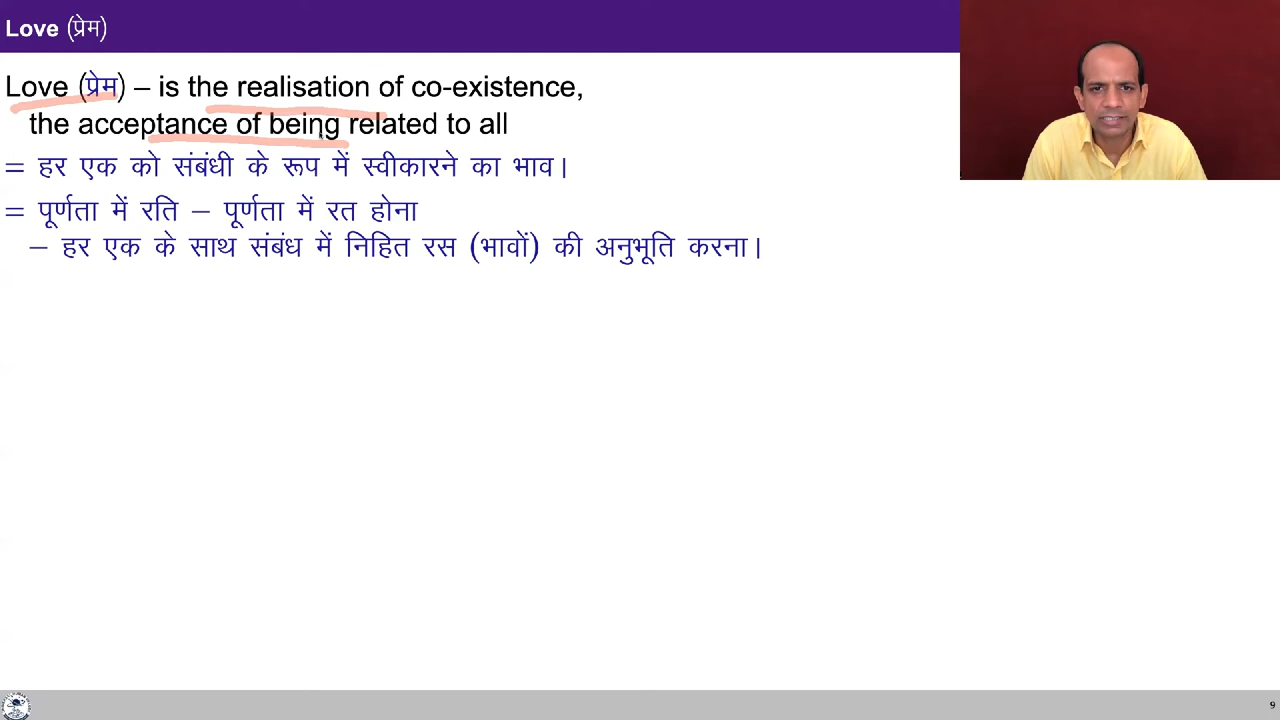 Love (प्रेम)
Love (प्रेम) – is the realisation of co-existence,
the acceptance of being related to all
= हर एक को संबंधी के रूप में स्वीकारने का भाव।
= पूर्णता में रति – पूर्णता में रत होना
– हर एक के साथ संबंध में निहित रस (भावों) की अनुभूति करना।
9